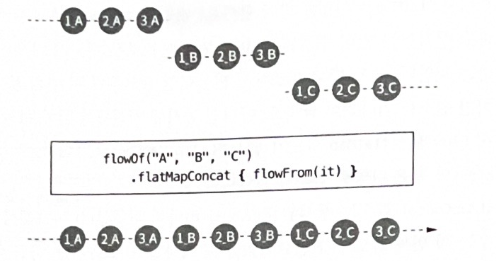 1_A 2_A 3_A
1_B 2_B 3_B
1_C 2_C 3_C
flowOf("A", "B", "C")
.flatMapConcat { flowFrom(it) }
1_A 2_A 3_A 1_B 2_B 3_B 1_C 2_C 3_C